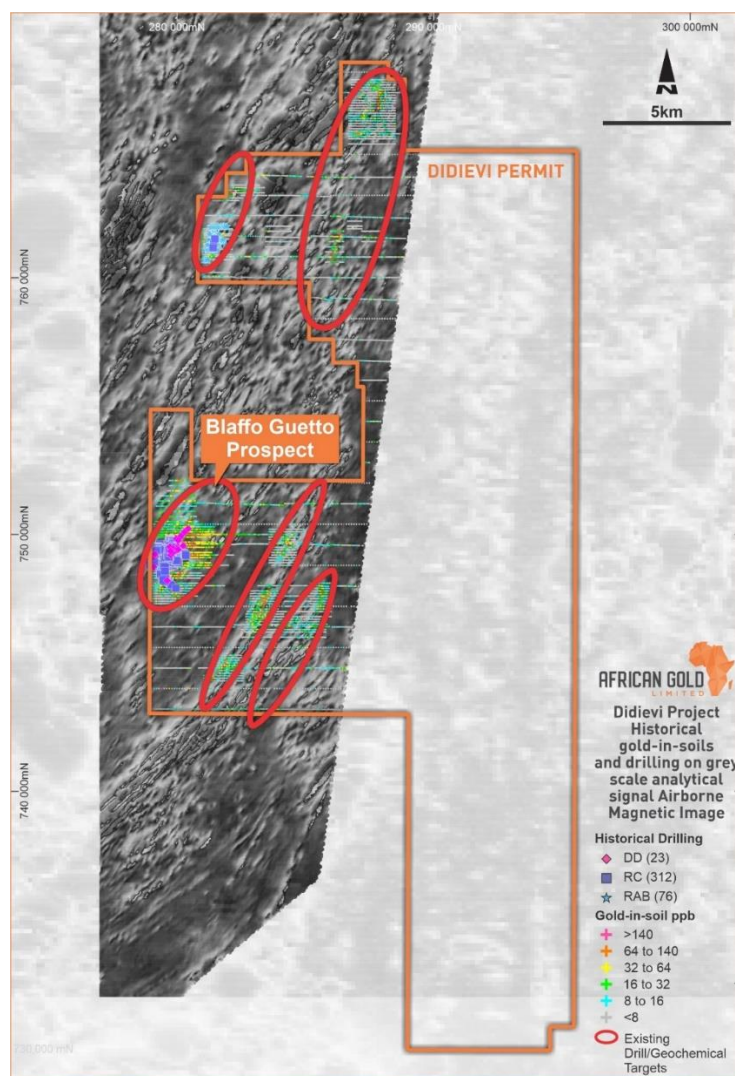 280 000mN
290 000mN
300 000mN
N
5km
DIDIEVI PERMIT
760 000mN
Blaffo Guetto
Prospect
750 000mN
740 000mN
730 000 mN
AFRICAN GOLD
LIMITED
Didievi Project
Historical
gold-in-soils
and drilling on grey
scale analytical
signal Airborne
Magnetic Image
Historical Drilling
DD (23)
RC (312)
RAB (76)
Gold-in-soil ppb
>140
64 to 140
32 to 64
16 to 32
8 to 16
<8
Existing
Drill/Geochemical
Targets